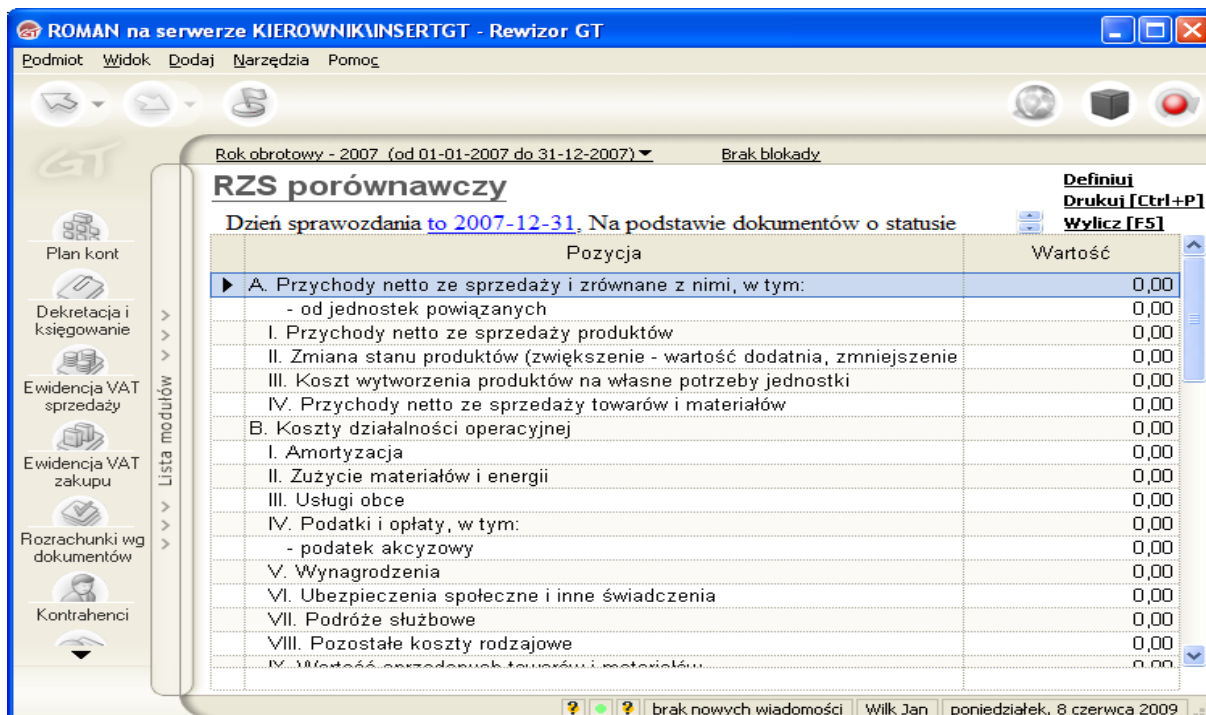 ROMAN na serwerze KIEROWNIK\INSERTGT - Rewizor GT
Podmiot Widok Dodaj Narzędzia Pomoc
GT
Rok obrotowy - 2007 (od 01-01-2007 do 31-12-2007)
Brak blokady
RZS porównawczy
Definiuj
Drukuj [Ctrl+P]
Wylicz [F5]
Dzień sprawozdania to 2007-12-31, Na podstawie dokumentów o statusie
Plan kont
Dekretacja i
księgowanie
Ewidencja VAT
sprzedaży
Ewidencja VAT
zakupu
Rozrachunki wg
dokumentów
Kontrahenci
Lista modułów
Pozycja Wartość
A. Przychody netto ze sprzedaży i zrównane z nimi, w tym: 0,00
- od jednostek powiązanych 0,00
I. Przychody netto ze sprzedaży produktów 0,00
II. Zmiana stanu produktów (zwiększenie - wartość dodatnia, zmniejszenie 0,00
III. Koszt wytworzenia produktów na własne potrzeby jednostki 0,00
IV. Przychody netto ze sprzedaży towarów i materiałów 0,00
B. Koszty działalności operacyjnej 0,00
I. Amortyzacja 0,00
II. Zużycie materiałów i energii 0,00
III. Usługi obce 0,00
IV. Podatki i opłaty, w tym: 0,00
- podatek akcyzowy 0,00
V. Wynagrodzenia 0,00
VI. Ubezpieczenia społeczne i inne świadczenia 0,00
VII. Podróże służbowe 0,00
VIII. Pozostałe koszty rodzajowe 0,00
IX. Wartość sprzedanych towarów i materiałów 0,00
brak nowych wiadomości Wilk Jan poniedziałek, 8 czerwca 2009